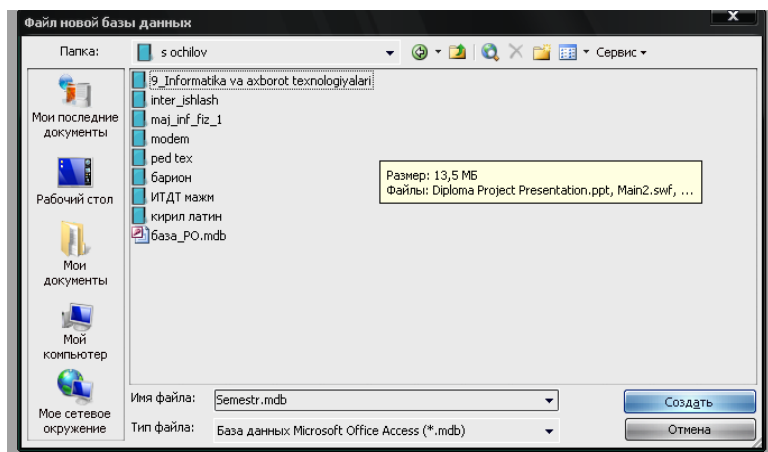 Файл новой базы данных
X
Папка:
s ochilov
Сервис
Мои последние
документы
Рабочий стол
Мои
документы
Мой
компьютер
Мое сетевое
окружение
9_Informatika va axborot texnologiyalari
inter_ishlash
maj_inf_fiz_1
modem
ped tex
барион
ИТДТ мажм
кирил латин
база_РО.mdb
Размер: 13,5 МБ
Файлы: Diploma Project Presentation.ppt, Main2.swf, ...
Имя файла:
Semestr.mdb
Создать
Тип файла:
База данных Microsoft Office Access (*.mdb)
Отмена